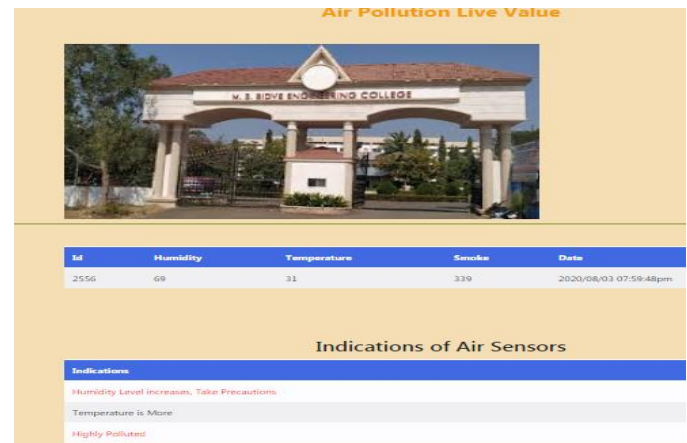 Air Pollution Live Value
M. S. BIDVE ENGINEERING COLLEGE
Id Humidity Temperature Smoke Date
2556 69 31 339 2020/08/03 07:59:48pm
Indications of Air Sensors
Indications
Humidity Level increases, Take Precautions
Temperature is More
Highly Polluted